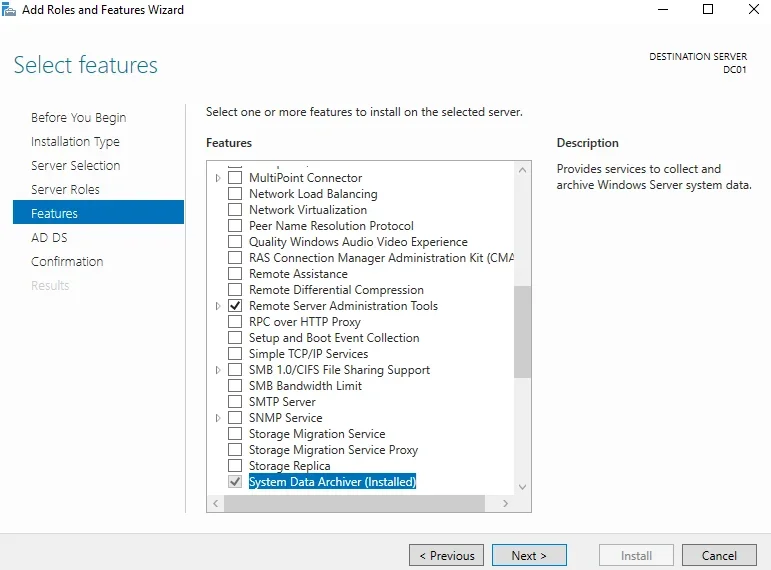 Add Roles and Features Wizard
Select features
DESTINATION SERVER
DC01
Before You Begin
Installation Type
Server Selection
Server Roles
Features
AD DS
Confirmation
Results
Select one or more features to install on the selected server.
Features
MultiPoint Connector
Network Load Balancing
Network Virtualization
Peer Name Resolution Protocol
Quality Windows Audio Video Experience
RAS Connection Manager Administration Kit (CMA
Remote Assistance
Remote Differential Compression
Remote Server Administration Tools
RPC over HTTP Proxy
Setup and Boot Event Collection
Simple TCP/IP Services
SMB 1.0/CIFS File Sharing Support
SMB Bandwidth Limit
SMTP Server
SNMP Service
Storage Migration Service
Storage Migration Service Proxy
Storage Replica
System Data Archiver (Installed)
Description
Provides services to collect and
archive Windows Server system data.
< Previous
Next >
Install
Cancel